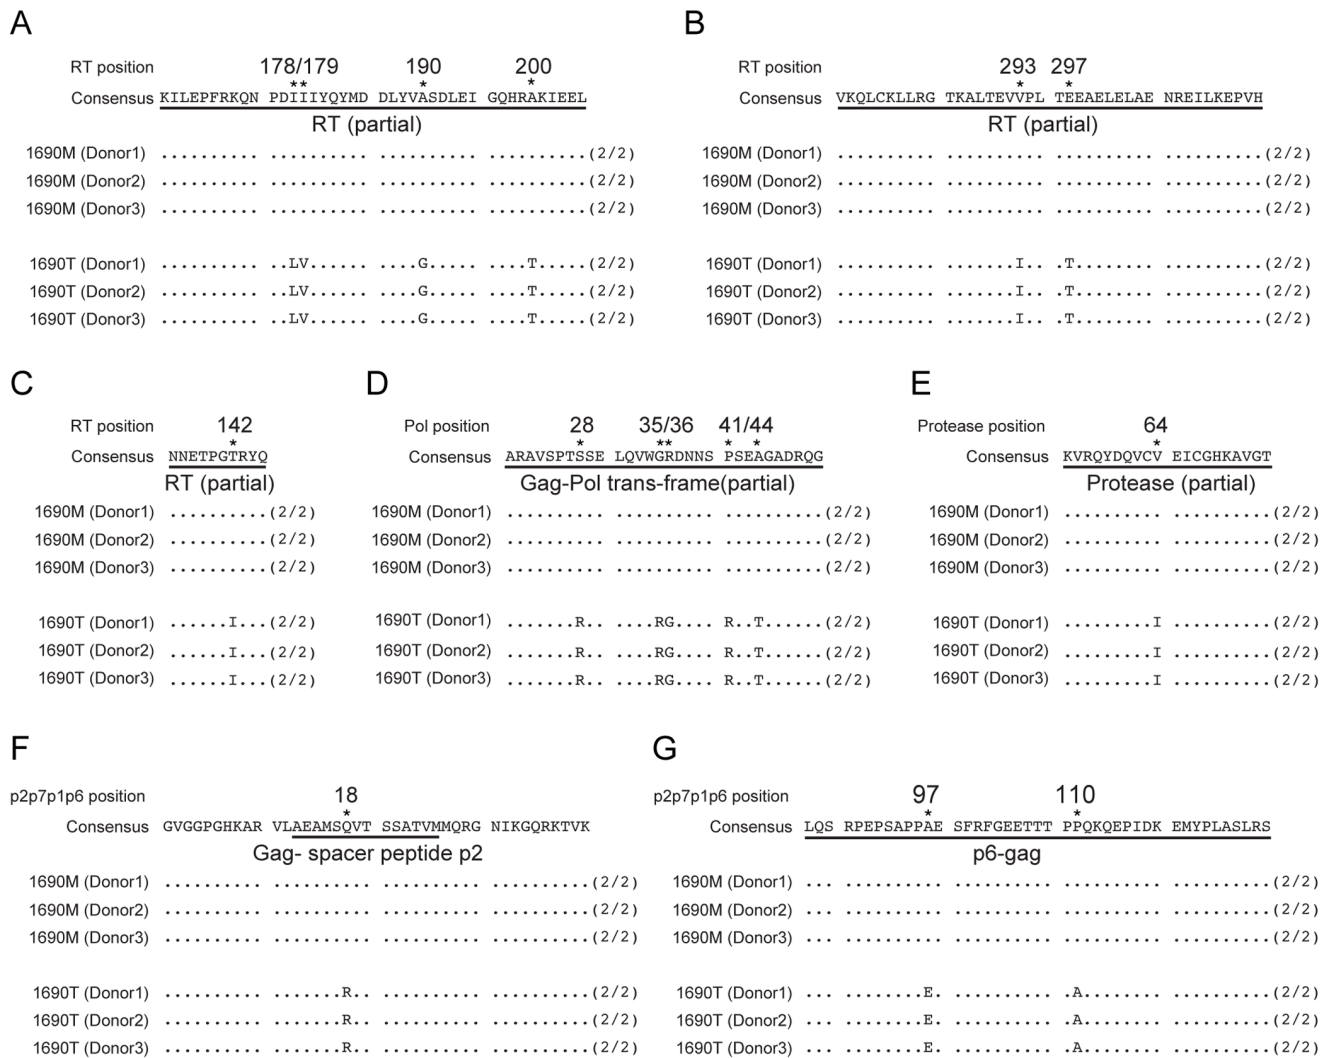 A
RT position 178/179 190 200
** * *
Consensus KILEPFRKQN PDIIIYQYMD DLYVASDLEI GQHRAKIEEL
RT (partial)
1690M (Donor1) .......... .......... .......... ..........(2/2)
1690M (Donor2) .......... .......... .......... ..........(2/2)
1690M (Donor3) .......... .......... .......... ..........(2/2)
1690T (Donor1) .......... ..LV...... ....G..... ....T.....(2/2)
1690T (Donor2) .......... ..LV...... ....G..... ....T.....(2/2)
1690T (Donor3) .......... ..LV...... ....G..... ....T.....(2/2)
B
RT position 293 297
* *
Consensus VKQLCKLLRG TKALTEVVPL TEEAELELAE NREILKEPVH
RT (partial)
1690M (Donor1) .......... .......... .......... ..........(2/2)
1690M (Donor2) .......... .......... .......... ..........(2/2)
1690M (Donor3) .......... .......... .......... ..........(2/2)
1690T (Donor1) .......... .......I.. .T........ ..........(2/2)
1690T (Donor2) .......... .......I.. .T........ ..........(2/2)
1690T (Donor3) .......... .......I.. .T........ ..........(2/2)
C
RT position 142
*
Consensus NNETPGTRYQ
RT (partial)
1690M (Donor1) ..........(2/2)
1690M (Donor2) ..........(2/2)
1690M (Donor3) ..........(2/2)
1690T (Donor1) ......I...(2/2)
1690T (Donor2) ......I...(2/2)
1690T (Donor3) ......I...(2/2)
D
Pol position 28 35/36 41/44
* ** * *
Consensus ARAVSPTSSE LQVWGRDNNS PSEAGADRQG
Gag-Pol trans-frame(partial)
1690M (Donor1) .......... .......... ..........(2/2)
1690M (Donor2) .......... .......... ..........(2/2)
1690M (Donor3) .......... .......... ..........(2/2)
1690T (Donor1) .......R.. ....RG.... R..T......(2/2)
1690T (Donor2) .......R.. ....RG.... R..T......(2/2)
1690T (Donor3) .......R.. ....RG.... R..T......(2/2)
E
Protease position 64
*
Consensus KVRQYDQVCV EICGHKAVGT
Protease (partial)
1690M (Donor1) .......... ..........(2/2)
1690M (Donor2) .......... ..........(2/2)
1690M (Donor3) .......... ..........(2/2)
1690T (Donor1) .........I ..........(2/2)
1690T (Donor2) .........I ..........(2/2)
1690T (Donor3) .........I ..........(2/2)
F
p2p7p1p6 position 18
*
Consensus GVGGPGHKAR VLAEAMSQVT SSATVMMQRG NIKGQRKTVK
Gag- spacer peptide p2
1690M (Donor1) .......... .......... .......... ..........(2/2)
1690M (Donor2) .......... .......... .......... ..........(2/2)
1690M (Donor3) .......... .......... .......... ..........(2/2)
1690T (Donor1) .......... .......R.. .......... ..........(2/2)
1690T (Donor2) .......... .......R.. .......... ..........(2/2)
1690T (Donor3) .......... .......R.. .......... ..........(2/2)
G
p2p7p1p6 position 97 110
* *
Consensus LQS RPEPSAPPAE SFRFGEETTT PPQKQEPIDK EMYPLASLRS
p6-gag
1690M (Donor1) ... .......... .......... .......... ..........(2/2)
1690M (Donor2) ... .......... .......... .......... ..........(2/2)
1690M (Donor3) ... .......... .......... .......... ..........(2/2)
1690T (Donor1) ... ........E. .......... .A........ ..........(2/2)
1690T (Donor2) ... ........E. .......... .A........ ..........(2/2)
1690T (Donor3) ... ........E. .......... .A........ ..........(2/2)